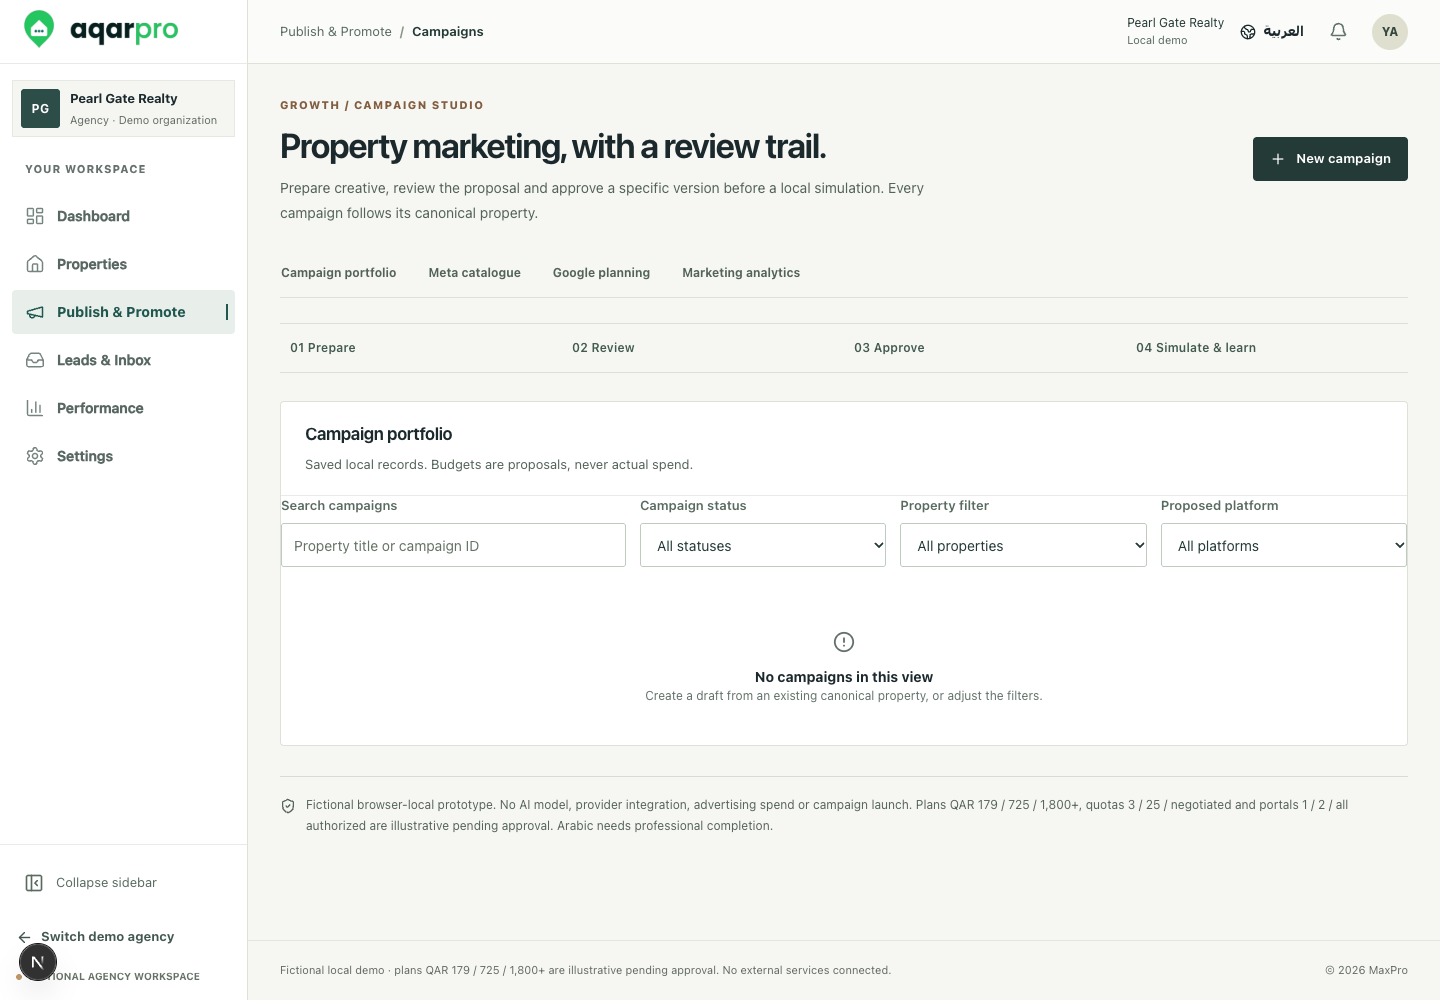 aqarpro
Publish & Promote / Campaigns
Pearl Gate Realty
Local demo
العربية
YA
PG
Pearl Gate Realty
Agency · Demo organization
YOUR WORKSPACE
Dashboard
Properties
Publish & Promote
Leads & Inbox
Performance
Settings
Collapse sidebar
Switch demo agency
N
IONAL AGENCY WORKSPACE
GROWTH / CAMPAIGN STUDIO
Property marketing, with a review trail.
Prepare creative, review the proposal and approve a specific version before a local simulation. Every
campaign follows its canonical property.
New campaign
Campaign portfolio Meta catalogue Google planning Marketing analytics
01 Prepare 02 Review 03 Approve 04 Simulate & learn
Campaign portfolio
Saved local records. Budgets are proposals, never actual spend.
Search campaigns Campaign status Property filter Proposed platform
Property title or campaign ID All statuses All properties All platforms
No campaigns in this view
Create a draft from an existing canonical property, or adjust the filters.
Fictional browser-local prototype. No AI model, provider integration, advertising spend or campaign launch. Plans QAR 179 / 725 / 1,800+, quotas 3 / 25 / negotiated and portals 1 / 2 / all
authorized are illustrative pending approval. Arabic needs professional completion.
Fictional local demo · plans QAR 179 / 725 / 1,800+ are illustrative pending approval. No external services connected.
© 2026 MaxPro